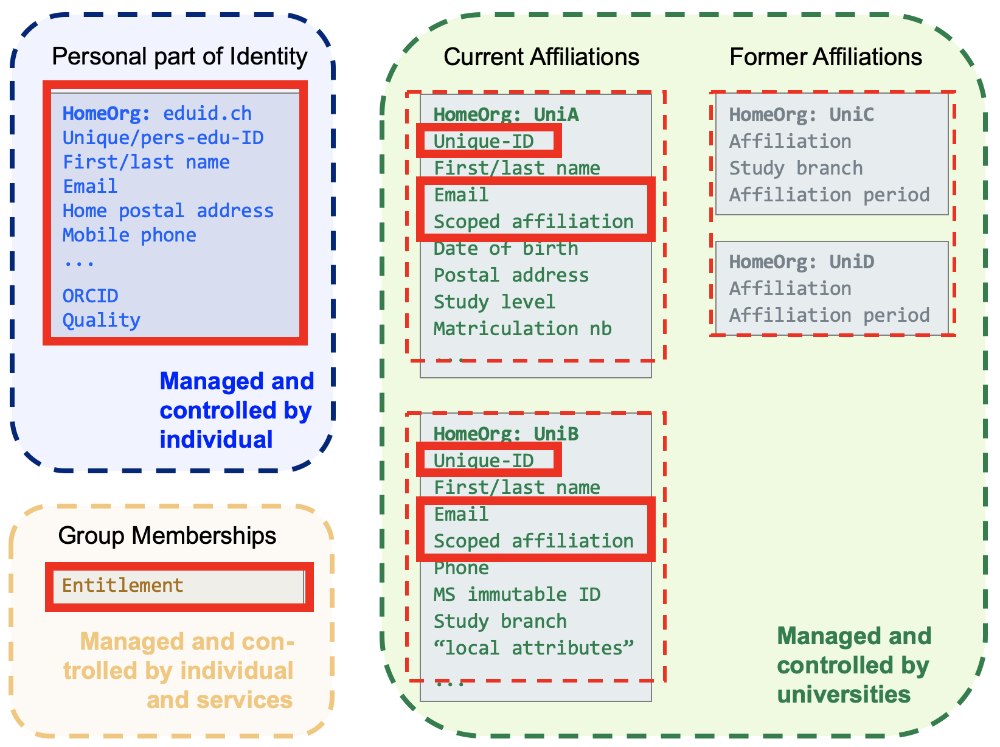 Personal part of Identity
HomeOrg: eduid.ch
Unique/pers-edu-ID
First/last name
Email
Home postal address
Mobile phone
...
ORCID
Quality
Managed and
controlled by
individual
Group Memberships
Entitlement
Managed and con-
trolled by individual
and services
Current Affiliations
HomeOrg: UniA
Unique-ID
First/last name
Email
Scoped affiliation
Date of birth
Postal address
Study level
Matriculation nb
...
HomeOrg: UniB
Unique-ID
First/last name
Email
Scoped affiliation
Phone
MS immutable ID
Study branch
“local attributes”
...
Former Affiliations
HomeOrg: UniC
Affiliation
Study branch
Affiliation period
HomeOrg: UniD
Affiliation
Affiliation period
Managed and
controlled by
universities